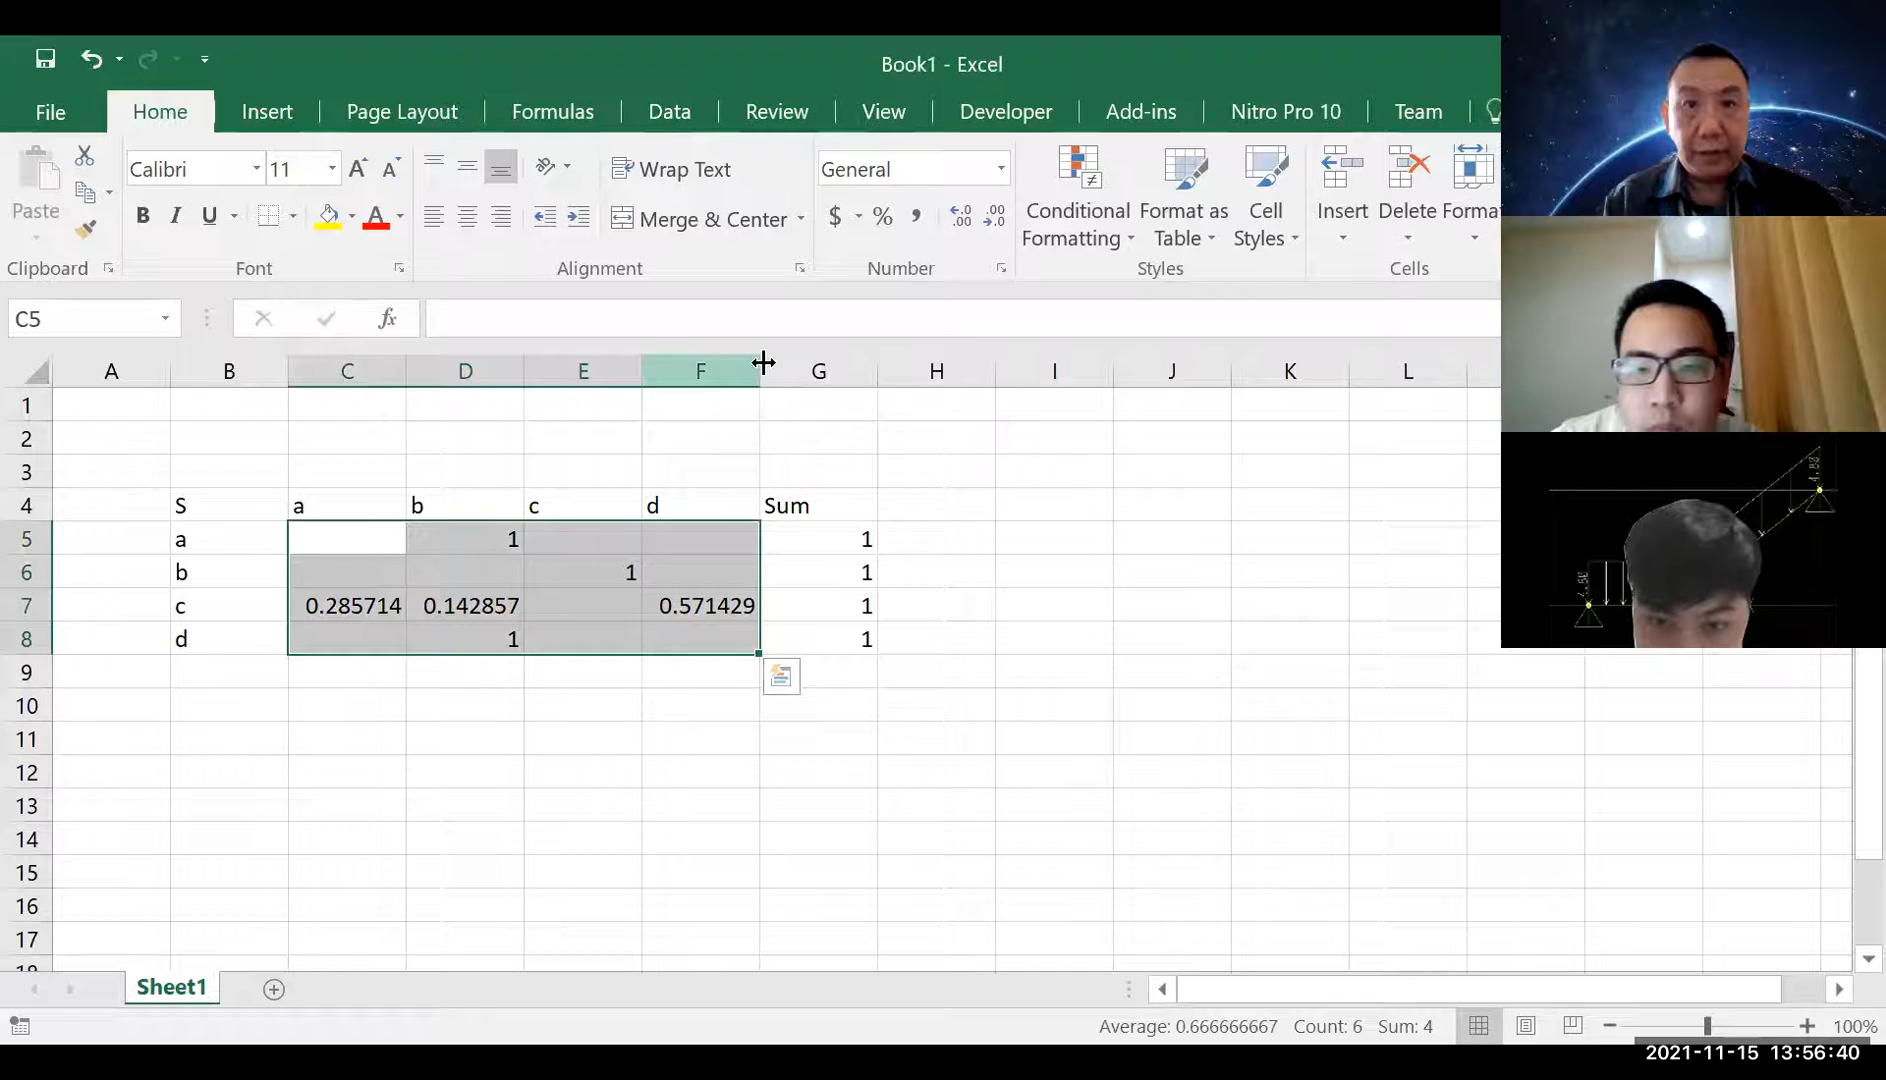 Book1 - Excel
File Home Insert Page Layout Formulas Data Review View Developer Add-ins Nitro Pro 10 Team
Paste
Calibri 11
Wrap Text
General
B I U A
Merge & Center
$ % ,
Conditional Formatting
Format as Table
Cell Styles
Insert
Delete
Forma
Clipboard Font Alignment Number Styles Cells
C5 fx
A B C D E F G H I J K L
1
2
3
4 S a b c d Sum
5 a 1 1
6 b 1 1
7 c 0.285714 0.142857 0.571429 1
8 d 1 1
9
10
11
12
13
14
15
16
17
18
Sheet1
Average: 0.666666667 Count: 6 Sum: 4 100%
2021-11-15 13:56:40